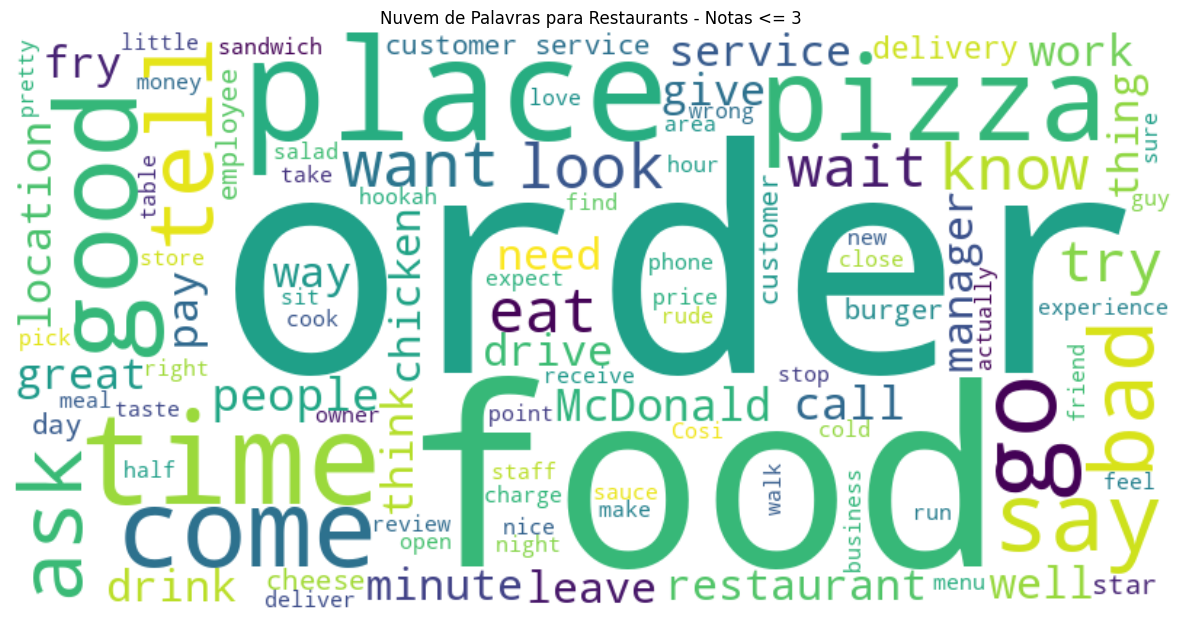 Nuvem de Palavras para Restaurants - Notas <= 3
little
sandwich
customer service
service
delivery
work
fry
pretty
money
tell
place
love
give
wrong
area
pizza
thing
sure
good
employee
salad
take
want
look
hour
wait
know
location
table
hookah
find
guy
order
customer
manager
store
way
need
phone
new
close
try
sit
expect
price
pay
cook
chicken
eat
rude
burger
actually
experience
pick
drive
great
right
receive
stop
friend
bad
meal
taste
people
owner
think
point
McDonald
call
go
day
time
food
Cosi
cold
ask
half
staff
charge
sauce
make
walk
feel
say
come
review
open
nice
night
business
run
drink
cheese
deliver
minute
leave
restaurant
menu
well
star